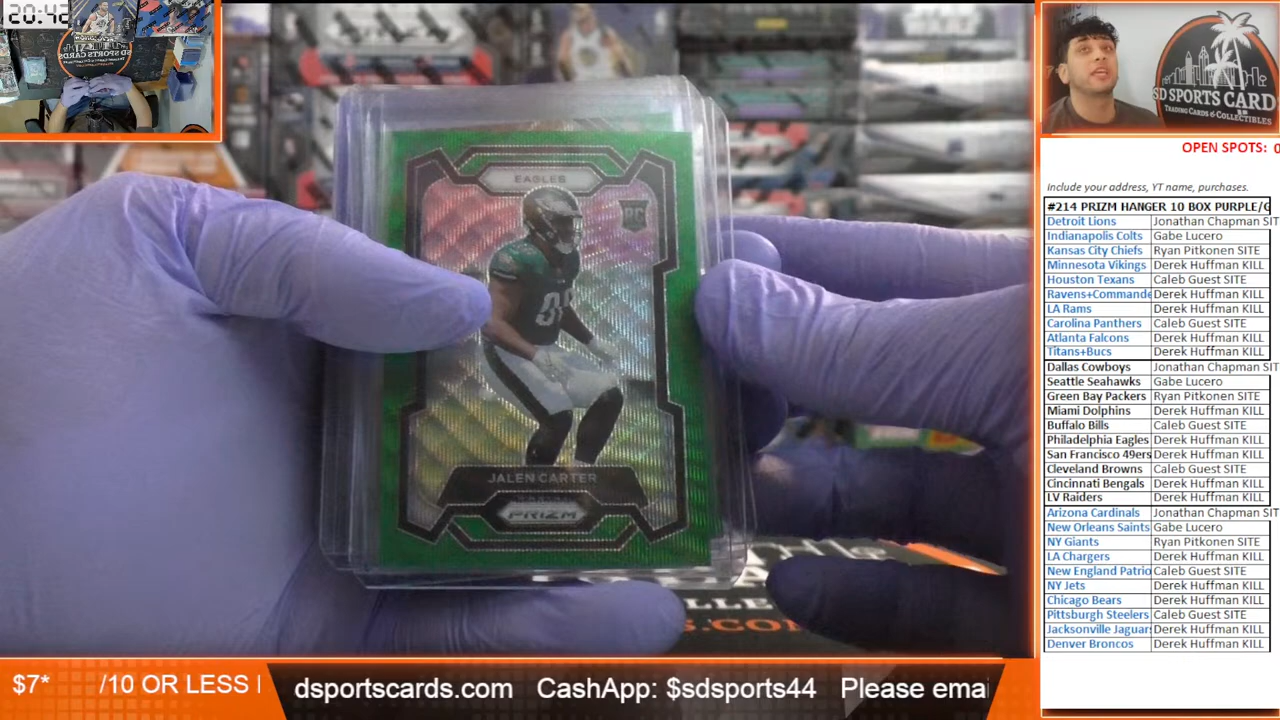 20:42
SD SPORTS CARD
TRADING CARDS & COLLECTIBLES
OPEN SPOTS: 0
Include your address, YT name, purchases.
#214 PRIZM HANGER 10 BOX PURPLE/G
Detroit Lions Jonathan Chapman SIT
Indianapolis Colts Gabe Lucero
Kansas City Chiefs Ryan Pitkonen SITE
Minnesota Vikings Derek Huffman KILL
Houston Texans Caleb Guest SITE
Ravens+Commande Derek Huffman KILL
LA Rams Derek Huffman KILL
Carolina Panthers Caleb Guest SITE
Atlanta Falcons Derek Huffman KILL
Titans+Bucs Derek Huffman KILL
Dallas Cowboys Jonathan Chapman SIT
Seattle Seahawks Gabe Lucero
Green Bay Packers Ryan Pitkonen SITE
Miami Dolphins Derek Huffman KILL
Buffalo Bills Caleb Guest SITE
Philadelphia Eagles Derek Huffman KILL
San Francisco 49ers Derek Huffman KILL
Cleveland Browns Caleb Guest SITE
Cincinnati Bengals Derek Huffman KILL
LV Raiders Derek Huffman KILL
Arizona Cardinals Jonathan Chapman SIT
New Orleans Saints Gabe Lucero
NY Giants Ryan Pitkonen SITE
LA Chargers Derek Huffman KILL
New England Patrio Caleb Guest SITE
NY Jets Derek Huffman KILL
Chicago Bears Derek Huffman KILL
Pittsburgh Steelers Caleb Guest SITE
Jacksonville Jaguar Derek Huffman KILL
Denver Broncos Derek Huffman KILL
EAGLES
RC
JALEN CARTER
PRIZM
$7* /10 OR LESS
dsportscards.com CashApp: $sdsports44 Please emai